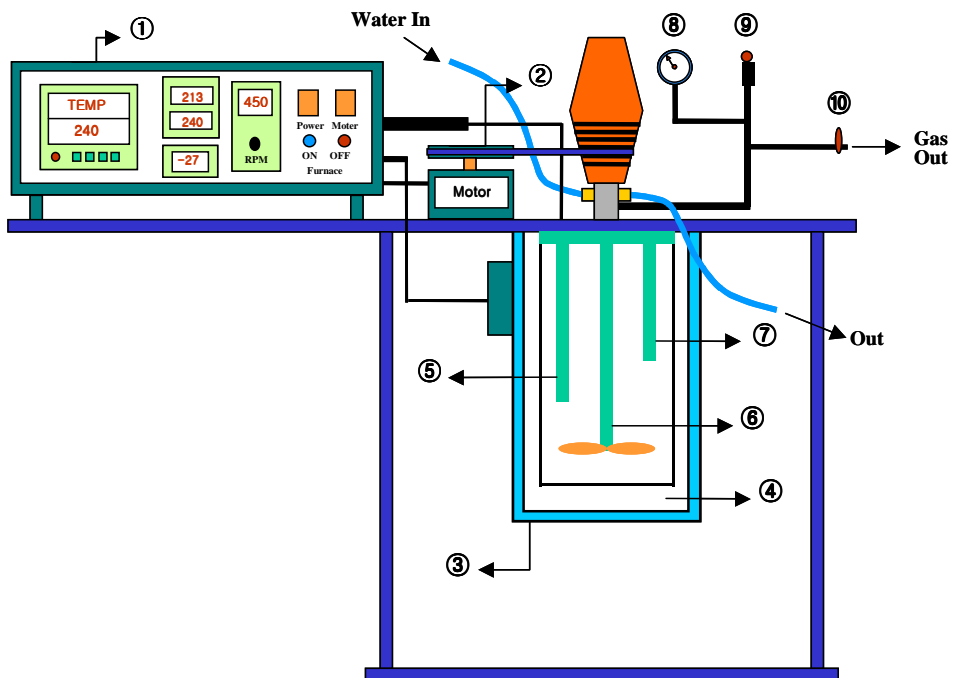 ①
Water In
⑧
⑨
②
⑩
TEMP
240
213
240
-27
450
RPM
Power Moter
ON OFF
Furnace
Motor
Gas
Out
Out
⑦
⑤
⑥
④
③